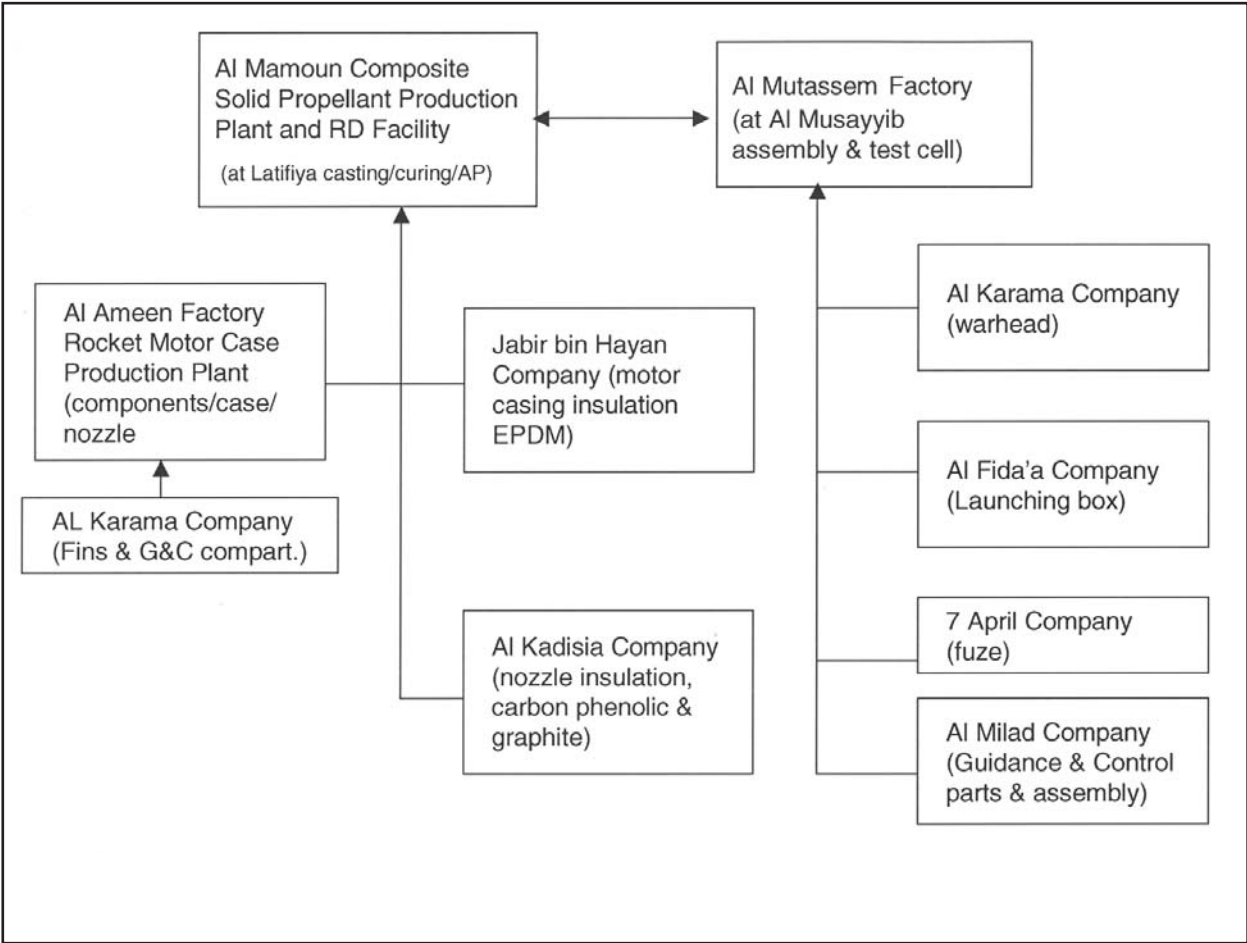 Al Mamoun Composite
Solid Propellant Production
Plant and RD Facility
(at Latifiya casting/curing/AP)
Al Mutassem Factory
(at Al Musayyib
assembly & test cell)
Al Ameen Factory
Rocket Motor Case
Production Plant
(components/case/
nozzle
AL Karama Company
(Fins & G&C compart.)
Jabir bin Hayan
Company (motor
casing insulation
EPDM)
Al Kadisia Company
(nozzle insulation,
carbon phenolic &
graphite)
Al Karama Company
(warhead)
Al Fida’a Company
(Launching box)
7 April Company
(fuze)
Al Milad Company
(Guidance & Control
parts & assembly)